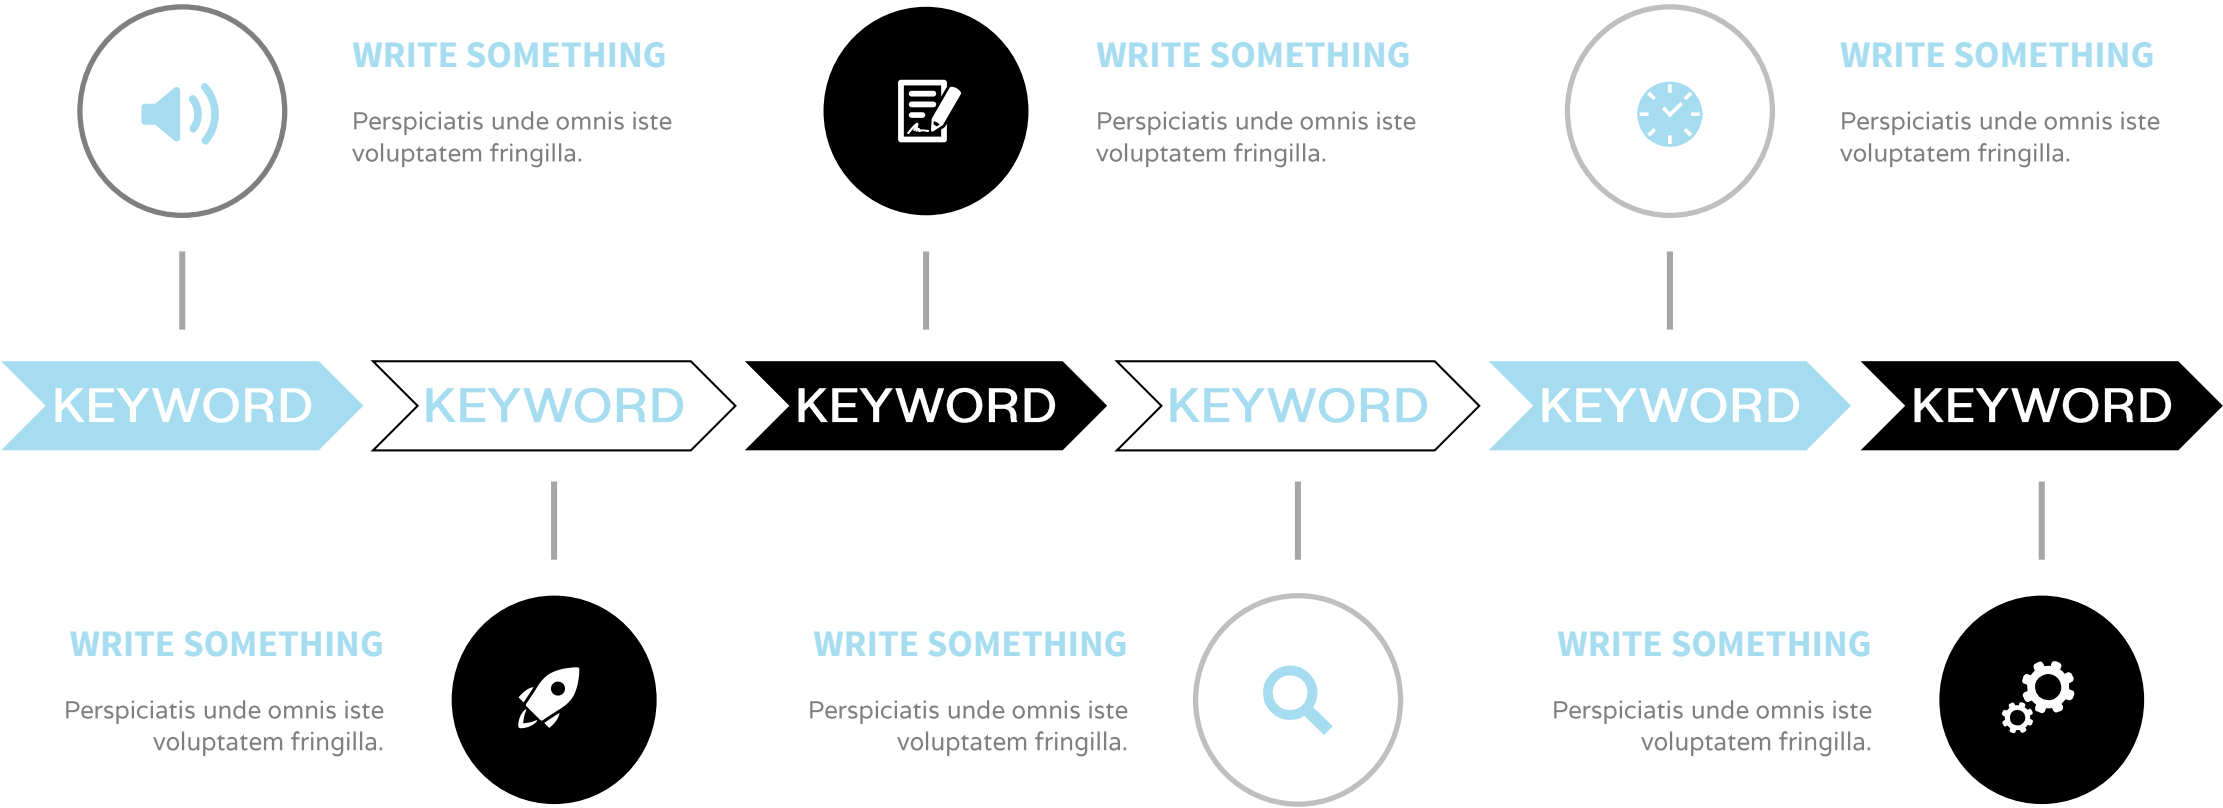 WRITE SOMETHING
Perspiciatis unde omnis iste
voluptatem fringilla.
WRITE SOMETHING
Perspiciatis unde omnis iste
voluptatem fringilla.
WRITE SOMETHING
Perspiciatis unde omnis iste
voluptatem fringilla.
KEYWORD
KEYWORD
KEYWORD
KEYWORD
KEYWORD
KEYWORD
WRITE SOMETHING
Perspiciatis unde omnis iste
voluptatem fringilla.
WRITE SOMETHING
Perspiciatis unde omnis iste
voluptatem fringilla.
WRITE SOMETHING
Perspiciatis unde omnis iste
voluptatem fringilla.